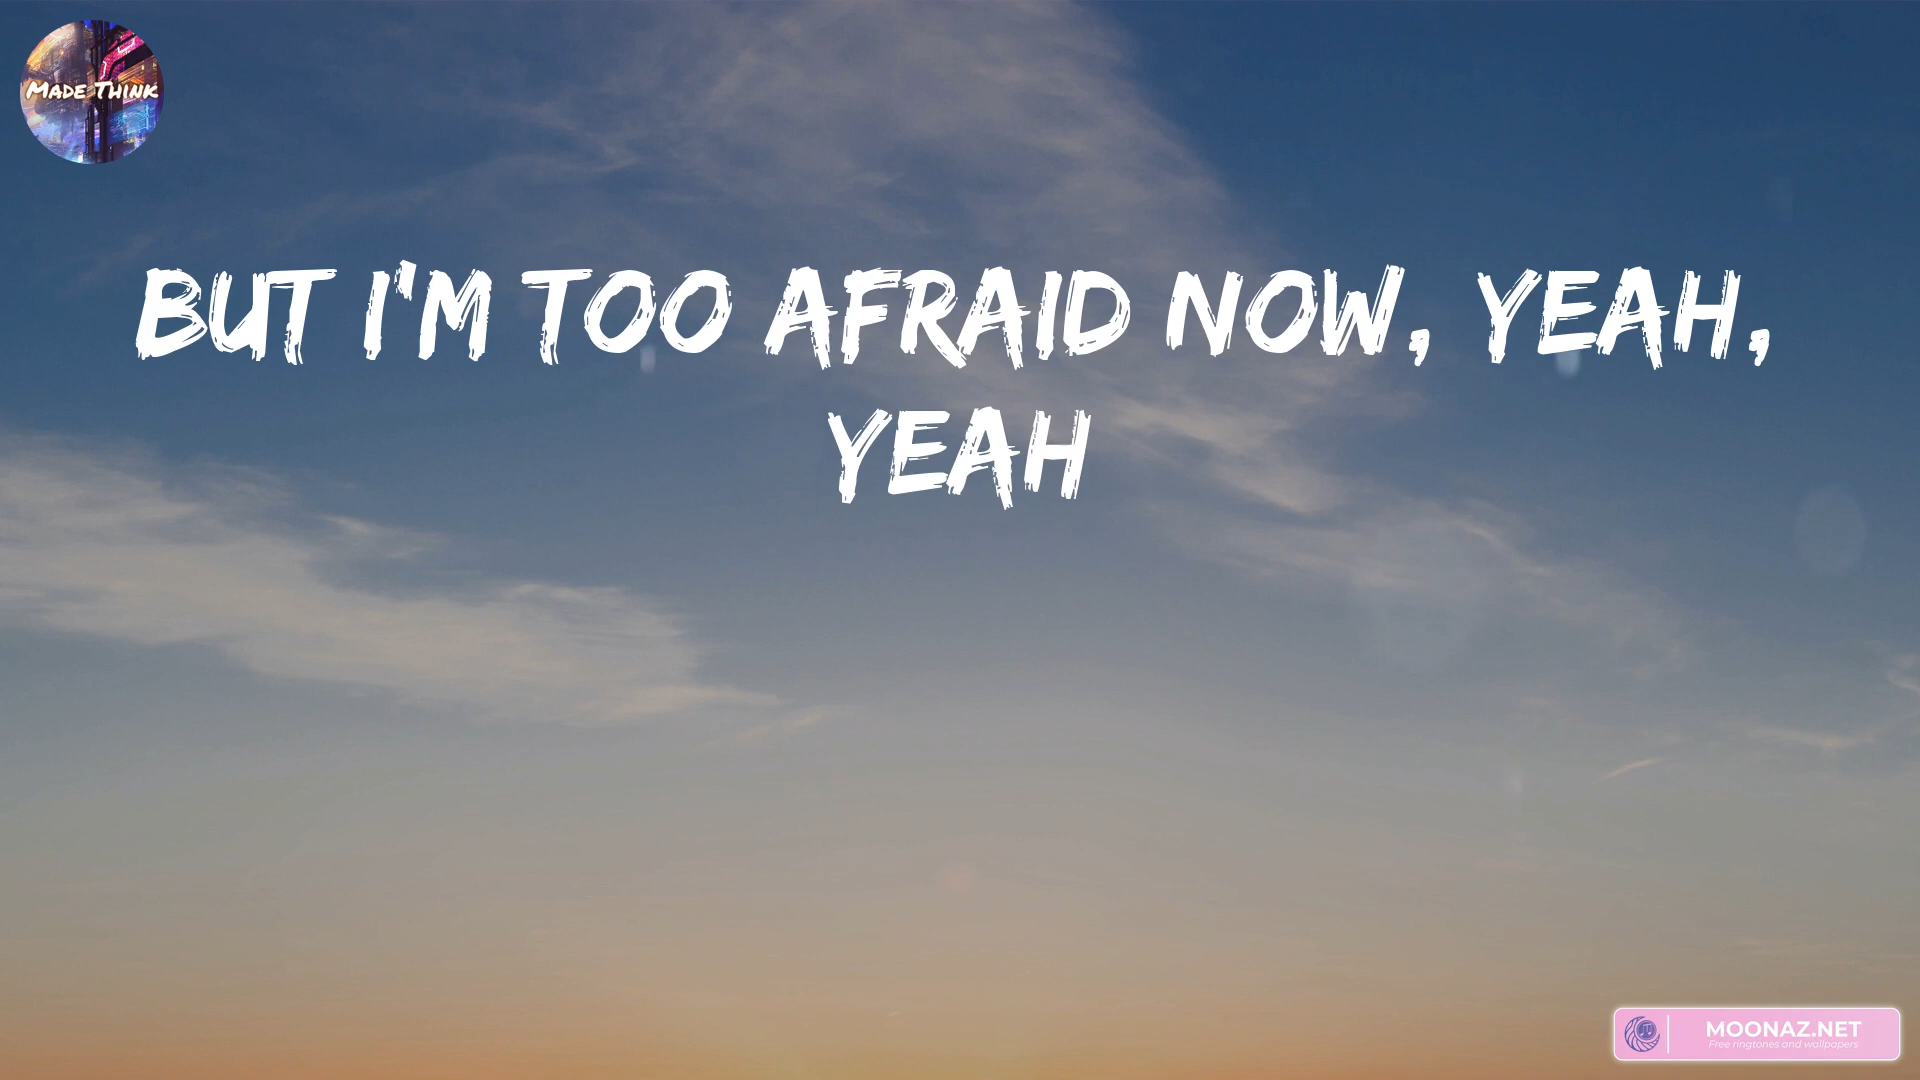 Made Think
BUT I'M TOO AFRAID NOW, YEAH,
YEAH
MOONAZ.NET
Free ringtones and wallpapers